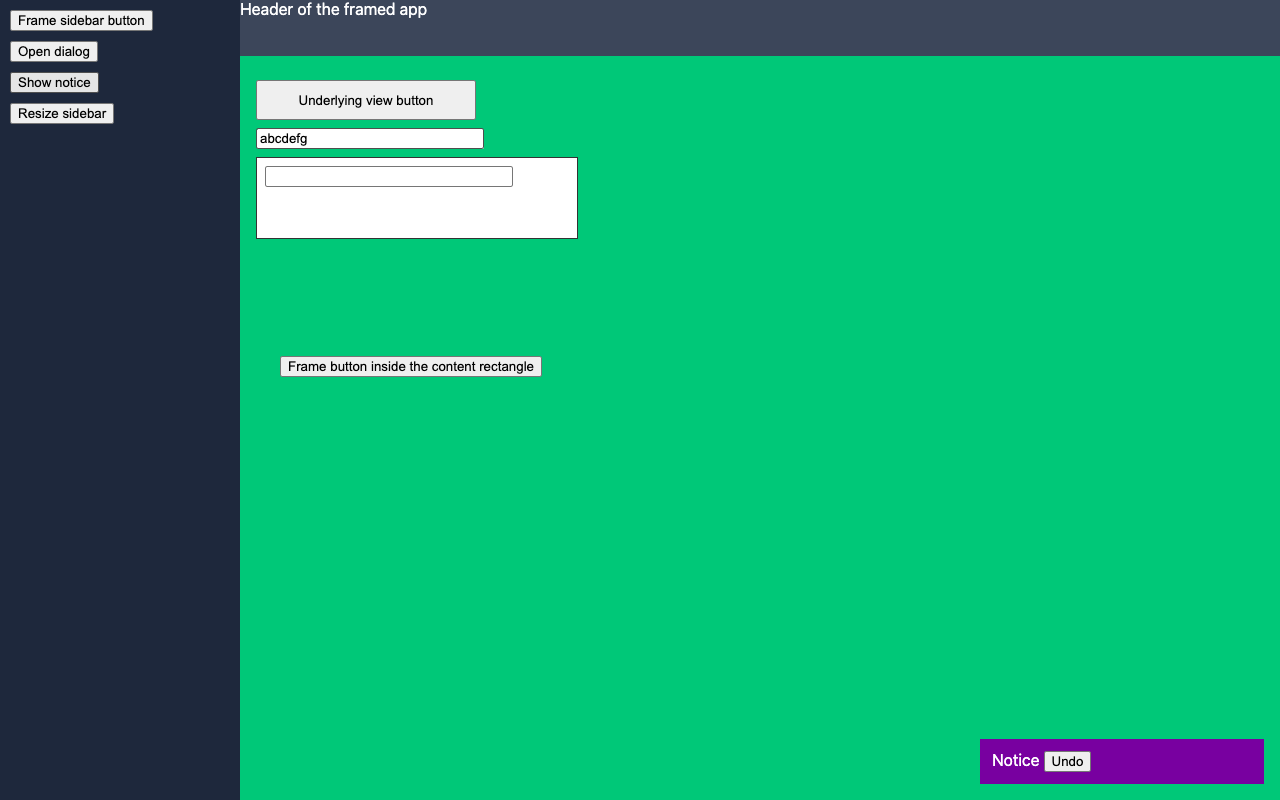 Frame sidebar button
Open dialog
Show notice
Resize sidebar
Header of the framed app
Underlying view button
abcdefg
Frame button inside the content rectangle
Notice Undo